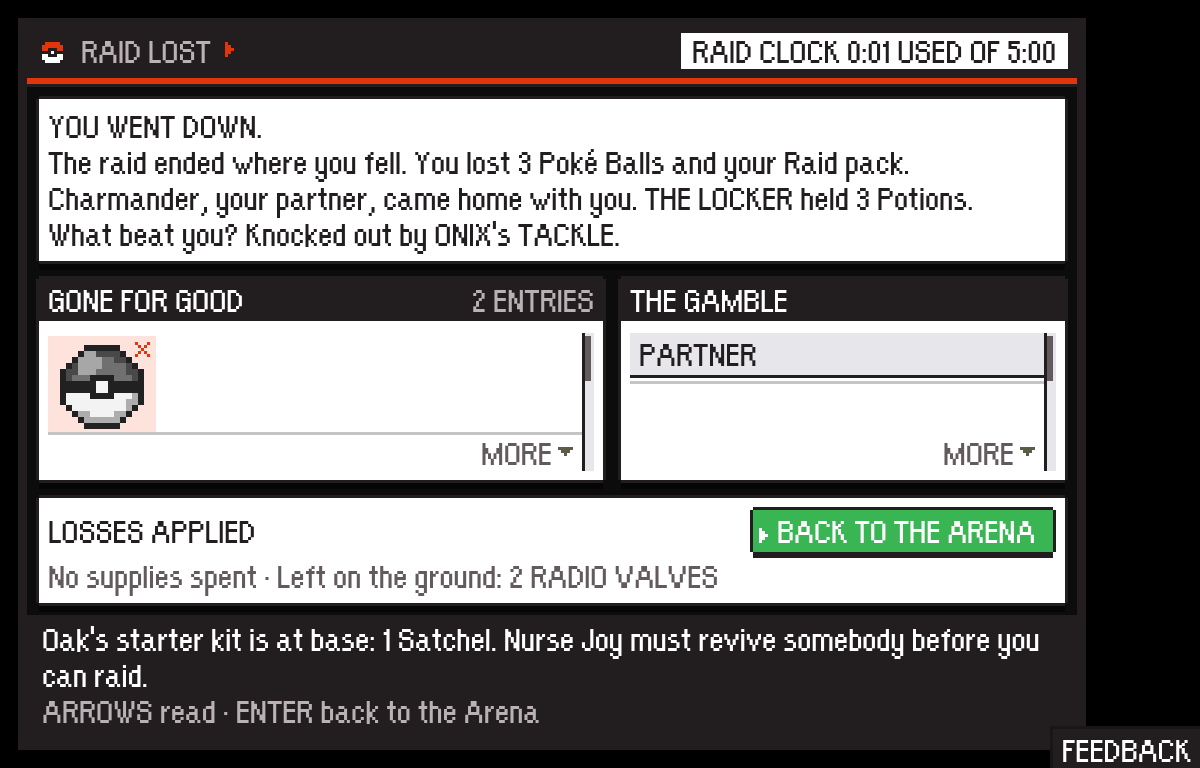 RAID LOST
RAID CLOCK 0:01 USED OF 5:00
YOU WENT DOWN.
The raid ended where you fell. You lost 3 Poké Balls and your Raid pack.
Charmander, your partner, came home with you. THE LOCKER held 3 Potions.
What beat you? Knocked out by ONIX's TACKLE.
GONE FOR GOOD
2 ENTRIES
MORE
THE GAMBLE
PARTNER
MORE
LOSSES APPLIED
BACK TO THE ARENA
No supplies spent · Left on the ground: 2 RADIO VALVES
Oak's starter kit is at base: 1 Satchel. Nurse Joy must revive somebody before you
can raid.
ARROWS read · ENTER back to the Arena
FEEDBACK